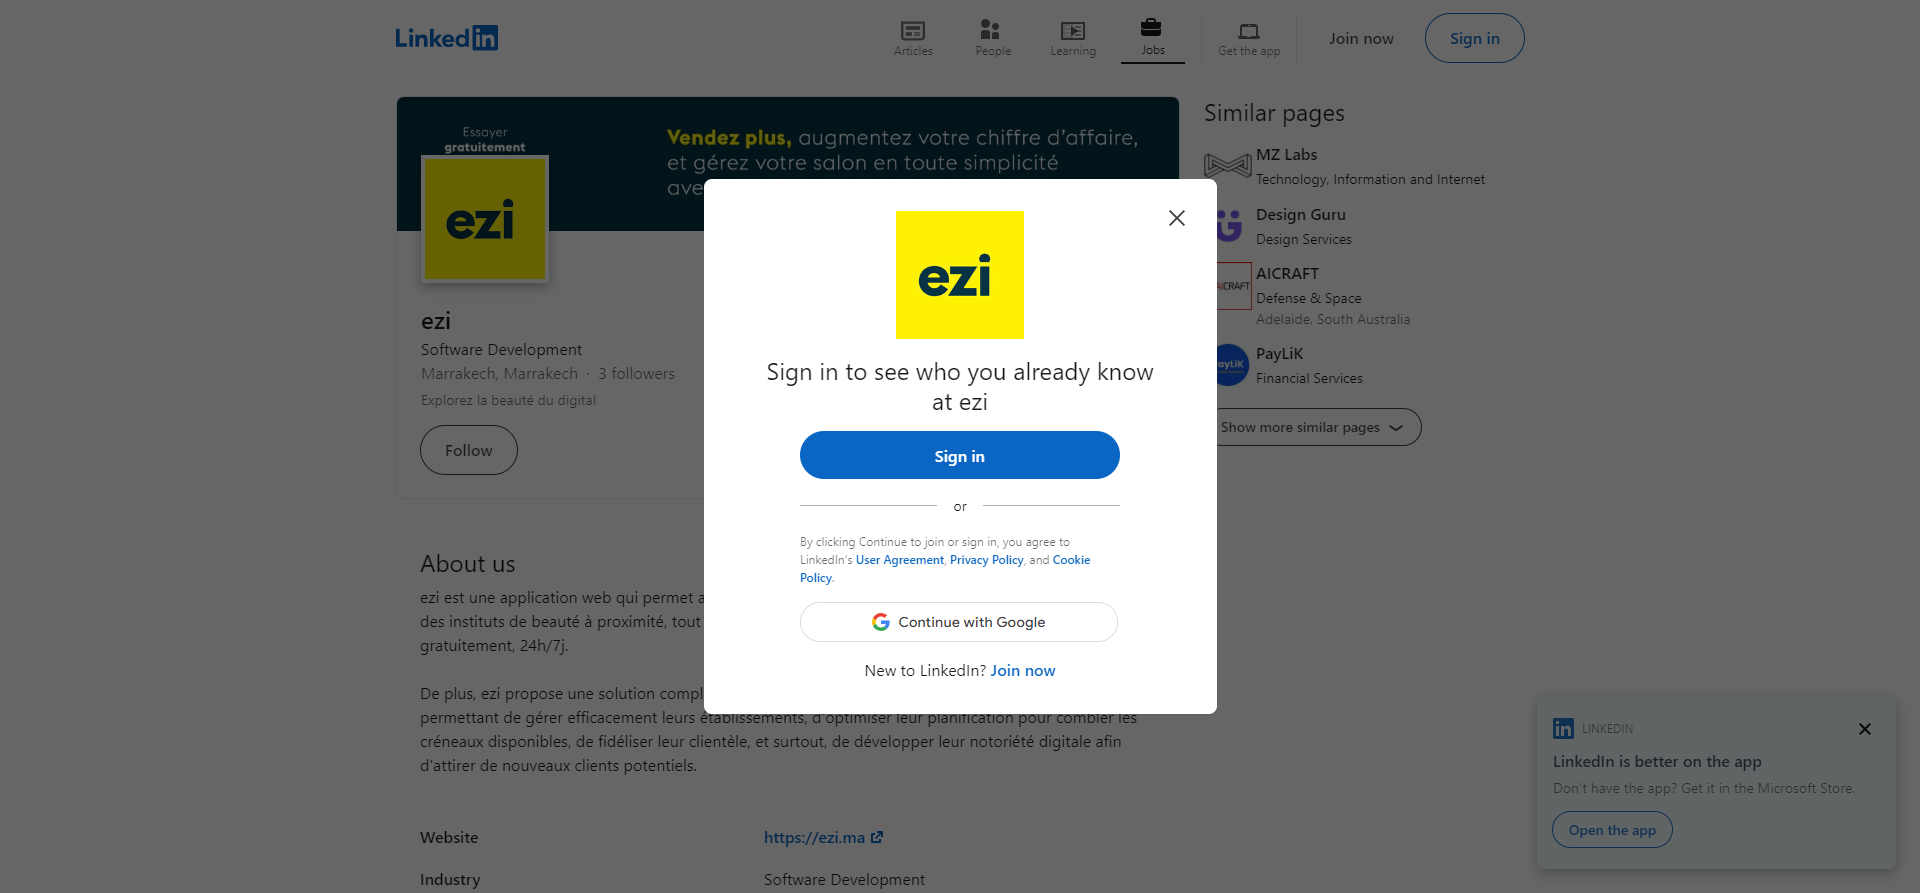 LinkedIn
Articles
People
Learning
Jobs
Get the app
Join now
Sign in
Essayer
gratuitement
Vendez plus, augmentez votre chiffre d'affaire,
et gérez votre salon en toute simplicité
ezi
ezi
Software Development
Marrakech, Marrakech · 3 followers
Explorez la beauté du digital
Follow
Similar pages
MZ Labs
Technology, Information and Internet
Design Guru
Design Services
AICRAFT
AICRAFT
Defense & Space
Adelaide, South Australia
PayLiK
Financial Services
Show more similar pages
ezi
Sign in to see who you already know
at ezi
Sign in
or
By clicking Continue to join or sign in, you agree to
LinkedIn's User Agreement, Privacy Policy, and Cookie
Policy.
Continue with Google
New to LinkedIn? Join now
About us
ezi est une application web qui permet
des instituts de beauté à proximité, tout
gratuitement, 24h/7j.
De plus, ezi propose une solution
permettant de gérer efficacement leurs établissements, d'optimiser leur planification pour combler les
créneaux disponibles, de fidéliser leur clientèle, et surtout, de développer leur notoriété digitale afin
d'attirer de nouveaux clients potentiels.
Website
https://ezi.ma
Industry
Software Development
in LINKEDIN
LinkedIn is better on the app
Don't have the app? Get it in the Microsoft Store.
Open the app